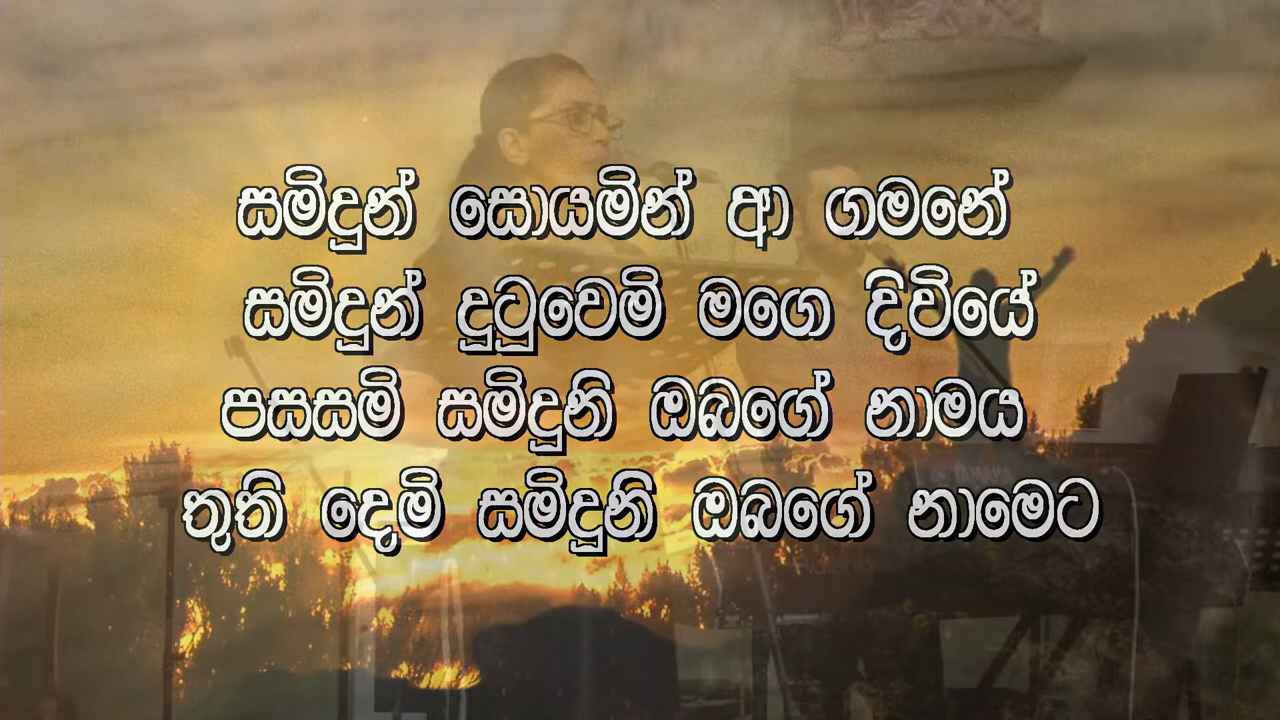 සමිදුන් සොයමින් ආ ගමනේ
සමිදුන් දුටුවෙමි මගෙ දිවියේ
පසසමි සමිදුනි ඔබගේ නාමය
තුති දෙමි සමිදුනි ඔබගේ නාමෙට